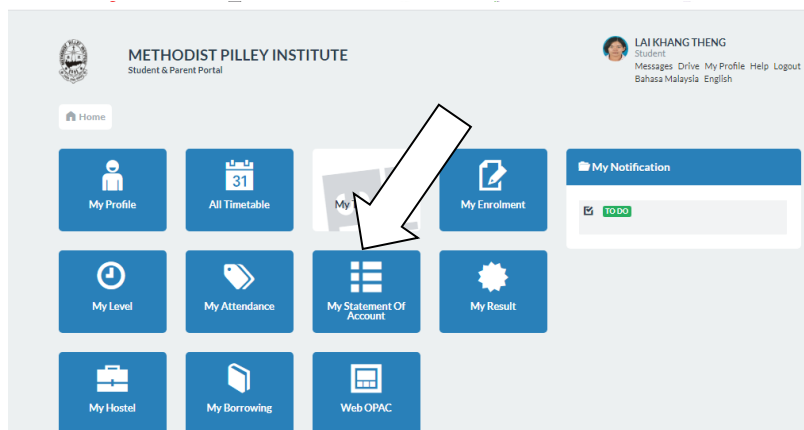 METHODIST PILLEY INSTITUTE
Student & Parent Portal
LAI KHANG THENG
Student
Messages Drive My Profile Help Logout
Bahasa Malaysia English
Home
My Profile
31
All Timetable
My
My Enrolment
My Notification
TO DO
My Level
My Attendance
My Statement Of
Account
My Result
My Hostel
My Borrowing
Web OPAC